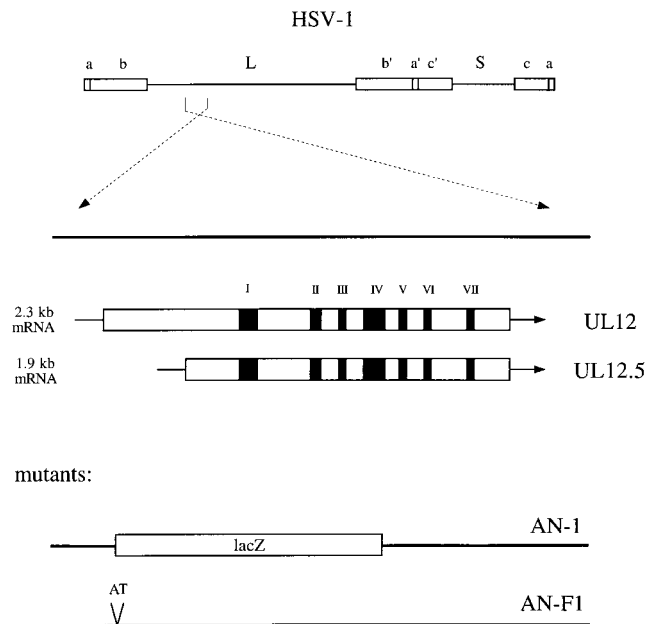 HSV-1
a b L b' a' c' S c a
I II III IV V VI VII
2.3 kb
mRNA
UL12
1.9 kb
mRNA
UL12.5
mutants:
lacZ
AN-1
AT
AN-F1